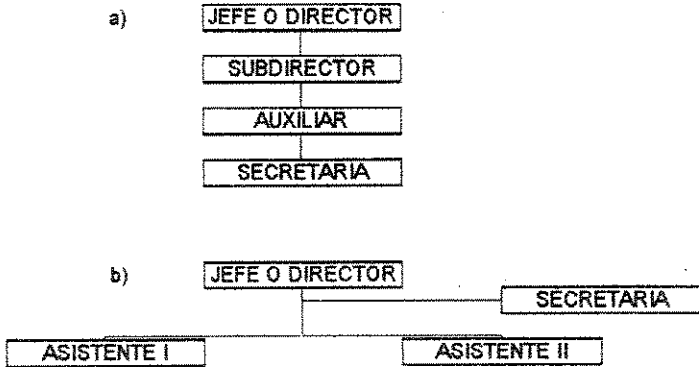 a) JEFE O DIRECTOR
SUBDIRECTOR
AUXILIAR
SECRETARIA
b) JEFE O DIRECTOR
SECRETARIA
ASISTENTE I ASISTENTE II